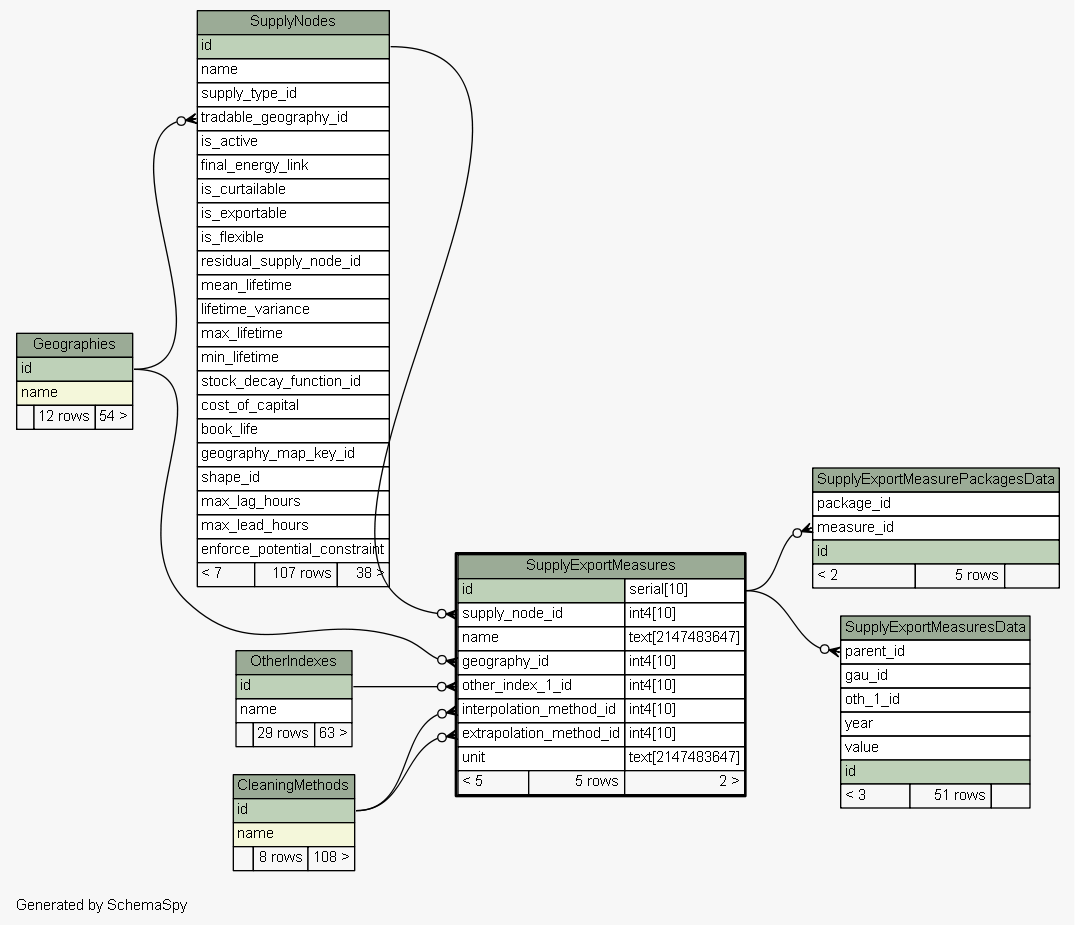 SupplyNodes
id
name
supply_type_id
tradable_geography_id
is_active
final_energy_link
is_curtailable
is_exportable
is_flexible
residual_supply_node_id
mean_lifetime
lifetime_variance
max_lifetime
min_lifetime
stock_decay_function_id
cost_of_capital
book_life
geography_map_key_id
shape_id
max_lag_hours
max_lead_hours
enforce_potential_constraint
< 7 107 rows 38 >
Geographies
id
name
12 rows 54 >
OtherIndexes
id
name
29 rows 63 >
CleaningMethods
id
name
8 rows 108 >
SupplyExportMeasures
id serial[10]
supply_node_id int4[10]
name text[2147483647]
geography_id int4[10]
other_index_1_id int4[10]
interpolation_method_id int4[10]
extrapolation_method_id int4[10]
unit text[2147483647]
< 5 5 rows 2 >
SupplyExportMeasurePackagesData
package_id
measure_id
id
< 2 5 rows
SupplyExportMeasuresData
parent_id
gau_id
oth_1_id
year
value
id
< 3 51 rows
Generated by SchemaSpy